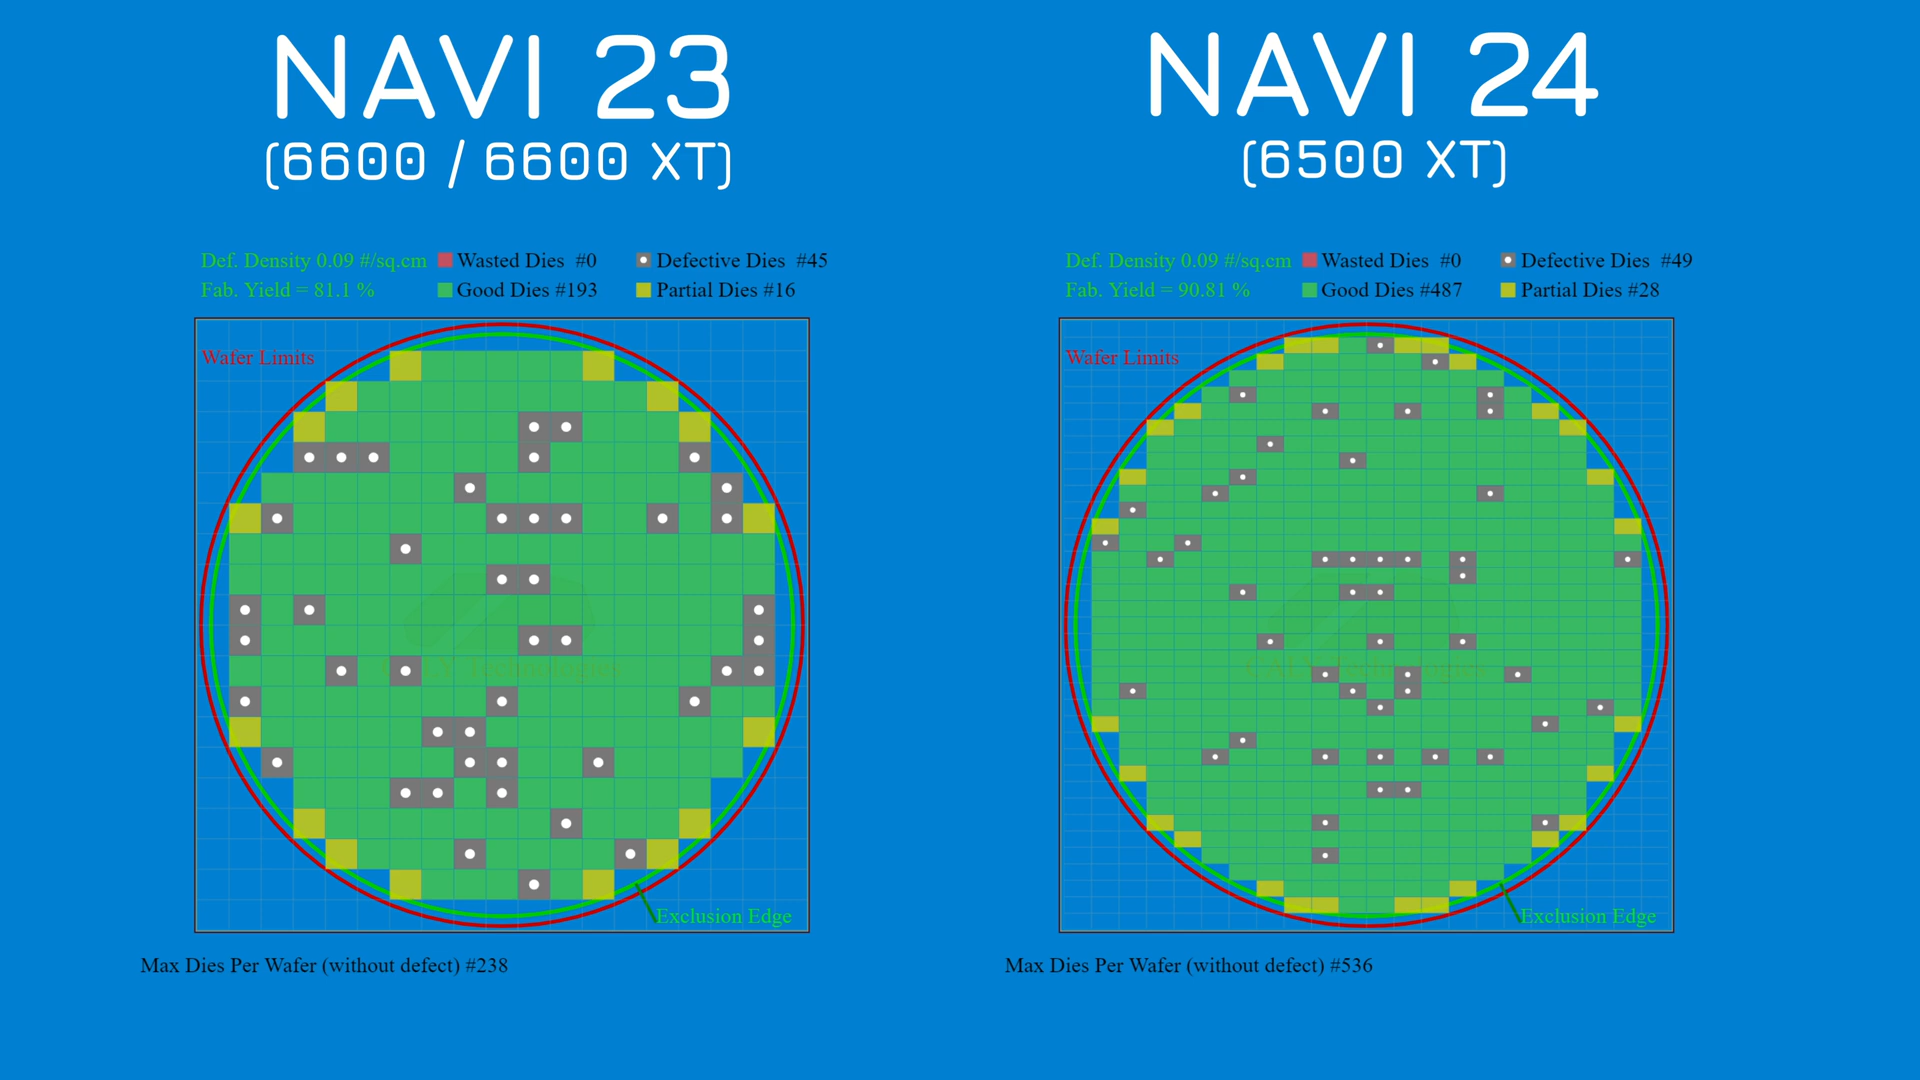 NAVI 23
(6600 / 6600 XT)
Def. Density 0.09 #/sq.cm Wasted Dies #0 Defective Dies #45
Fab. Yield = 81.1 % Good Dies #193 Partial Dies #16
Wafer Limits
Technologies
Exclusion Edge
Max Dies Per Wafer (without defect) #238
NAVI 24
(6500 XT)
Def. Density 0.09 #/sq.cm Wasted Dies #0 Defective Dies #49
Fab. Yield = 90.81 % Good Dies #487 Partial Dies #28
Wafer Limits
Exclusion Edge
Max Dies Per Wafer (without defect) #536